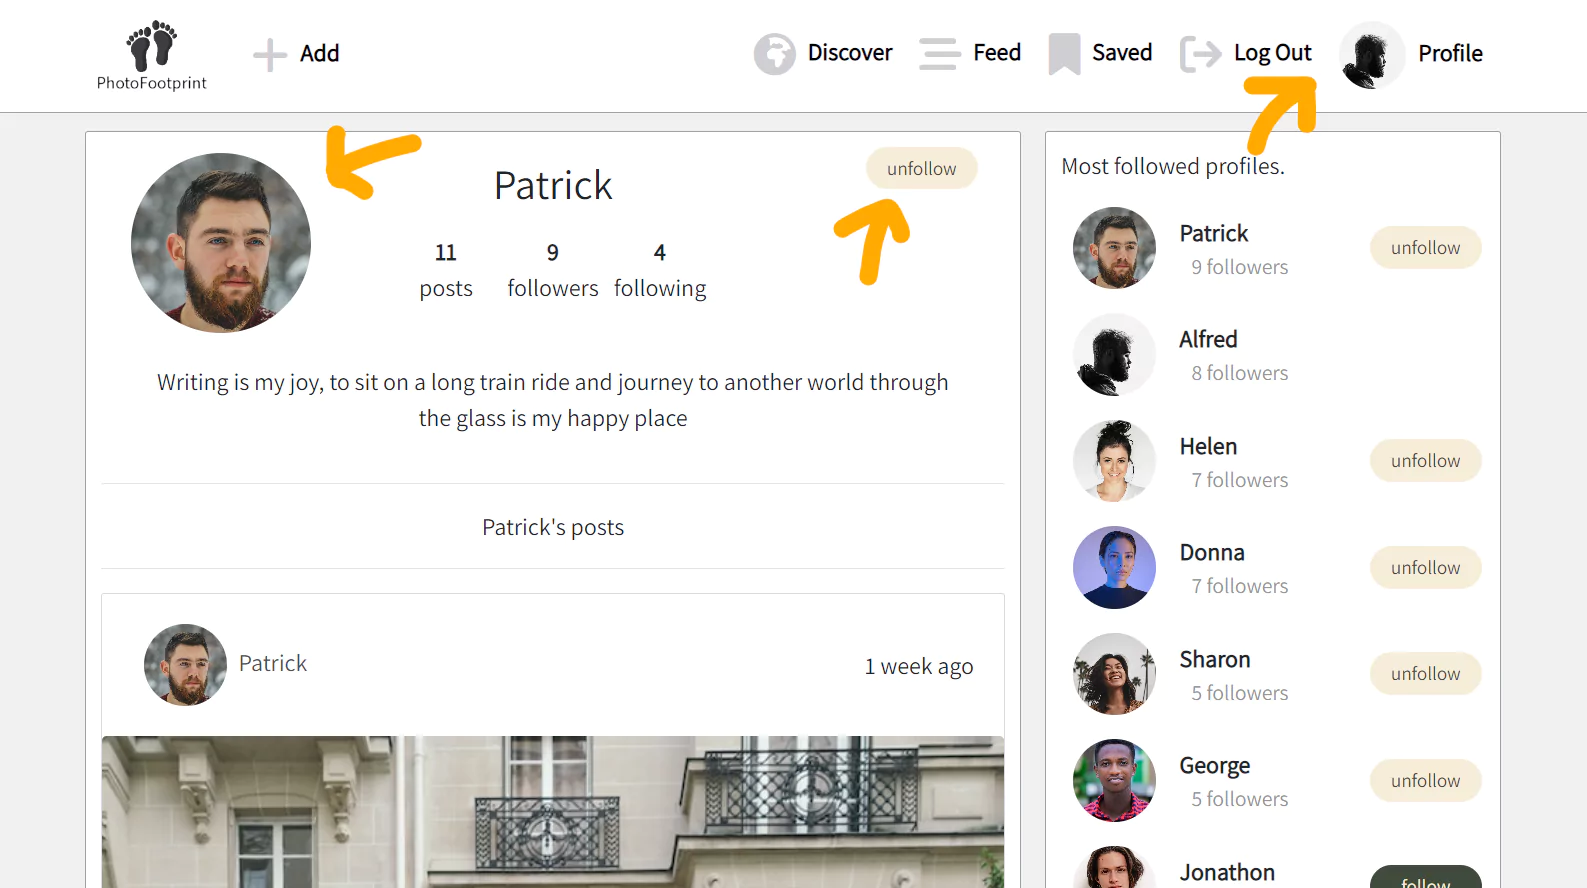 PhotoFootprint
Add
Discover
Feed
Saved
Log Out
Profile
Patrick
unfollow
11
9
4
posts
followers
following
Writing is my joy, to sit on a long train ride and journey to another world through
the glass is my happy place
Patrick's posts
Patrick
1 week ago
Most followed profiles.
Patrick
9 followers
unfollow
Alfred
8 followers
Helen
7 followers
unfollow
Donna
7 followers
unfollow
Sharon
5 followers
unfollow
George
5 followers
unfollow
Jonathon
follow